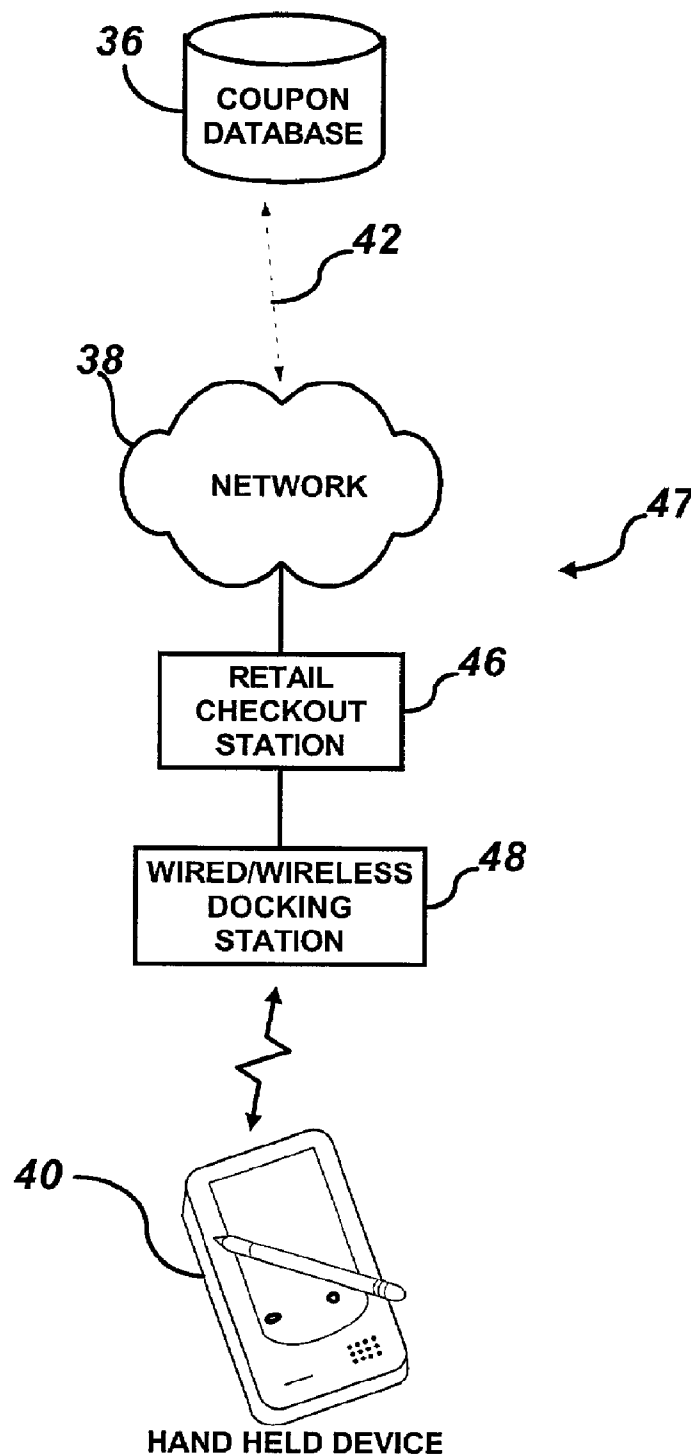 36
COUPON
DATABASE
42
38
NETWORK
47
RETAIL
CHECKOUT
STATION
46
WIRED/WIRELESS
DOCKING
STATION
48
40
HAND HELD DEVICE